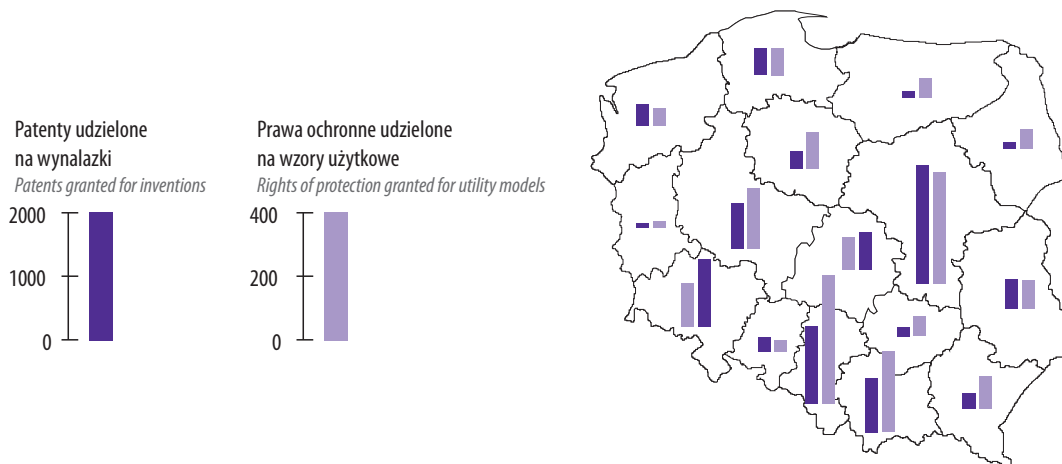 Patenty udzielone
na wynalazki
Patents granted for inventions
2000
1000
0
Prawa ochronne udzielone
na wzory użytkowe
Rights of protection granted for utility models
400
200
0